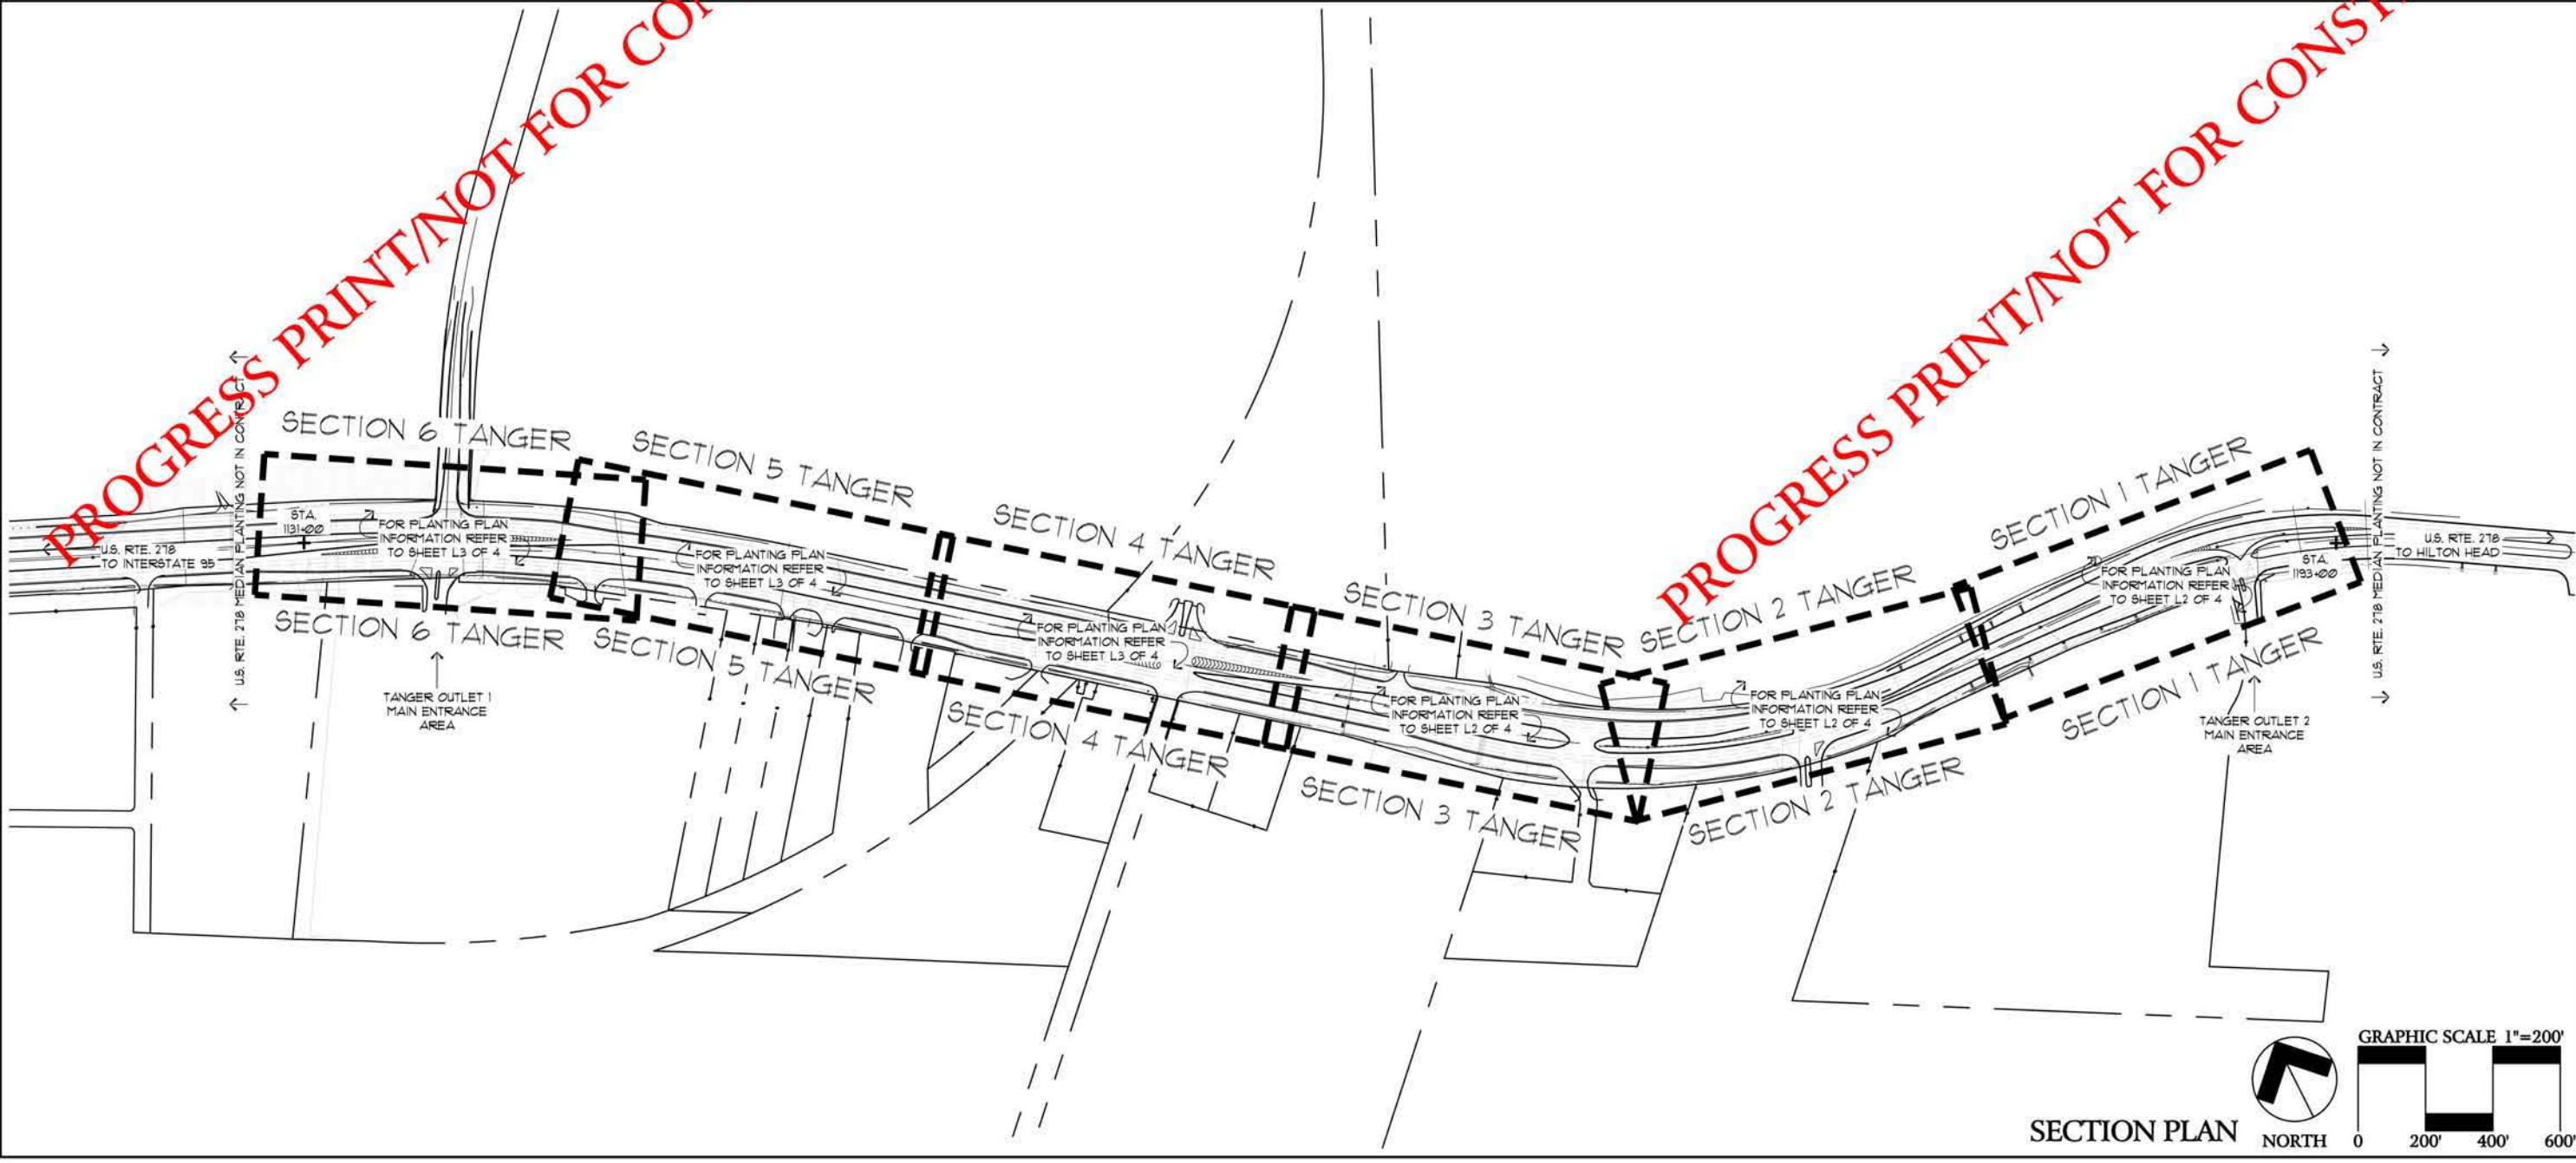 PROGRESS PRINT/NOT FOR CON
PROGRESS PRINT/NOT FOR CONST
U.S. RTE. 278 MEDIAN PLANTING NOT IN CONTRACT
SECTION 6 TANGER
SECTION 5 TANGER
SECTION 4 TANGER
SECTION 3 TANGER
SECTION 2 TANGER
SECTION 1 TANGER
U.S. RTE. 278 MEDIAN PLANTING NOT IN CONTRACT
U.S. RTE. 278
TO INTERSTATE 95
STA.
1131+00
FOR PLANTING PLAN
INFORMATION REFER
TO SHEET L3 OF 4
FOR PLANTING PLAN
INFORMATION REFER
TO SHEET L3 OF 4
FOR PLANTING PLAN
INFORMATION REFER
TO SHEET L3 OF 4
FOR PLANTING PLAN
INFORMATION REFER
TO SHEET L2 OF 4
FOR PLANTING PLAN
INFORMATION REFER
TO SHEET L2 OF 4
FOR PLANTING PLAN
INFORMATION REFER
TO SHEET L2 OF 4
STA.
1193+00
U.S. RTE. 278
TO HILTON HEAD
SECTION 6 TANGER
SECTION 5 TANGER
SECTION 4 TANGER
SECTION 3 TANGER
SECTION 2 TANGER
SECTION 1 TANGER
TANGER OUTLET 1
MAIN ENTRANCE
AREA
TANGER OUTLET 2
MAIN ENTRANCE
AREA
SECTION PLAN
NORTH
GRAPHIC SCALE 1"=200'
0 200' 400' 600'